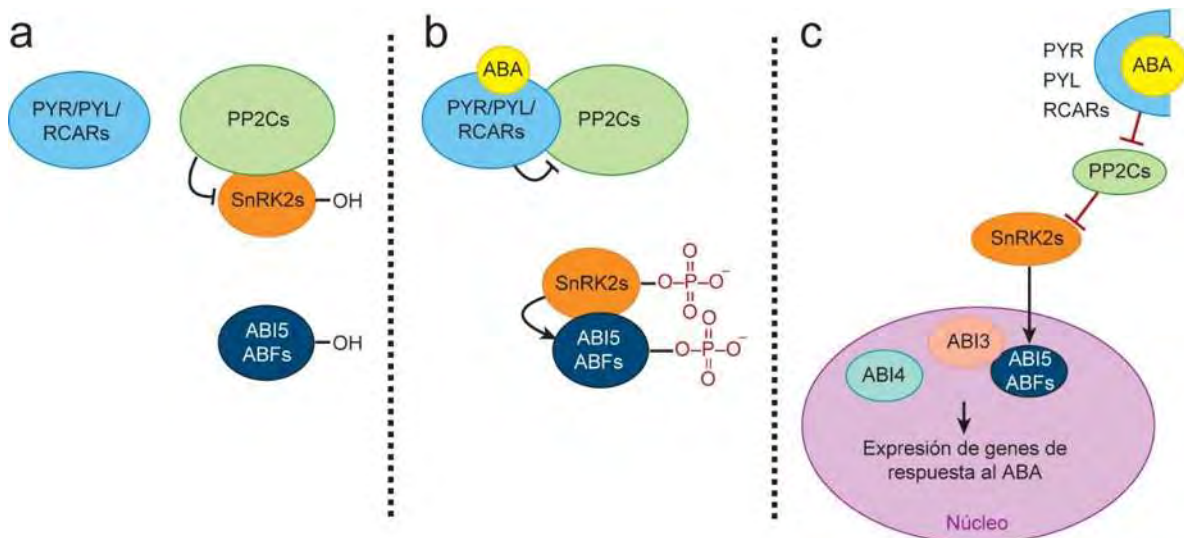 a
PYR/PYL/
RCARs
PP2Cs
SnRK2s
OH
ABI5
ABFs
OH
b
ABA
PYR/PYL/
RCARs
PP2Cs
SnRK2s
O
O
P
O⁻
O
ABI5
ABFs
O
O
P
O⁻
O
c
PYR
PYL
RCARs
ABA
PP2Cs
SnRK2s
ABI3
ABI4
ABI5
ABFs
Expresión de genes de
respuesta al ABA
Núcleo